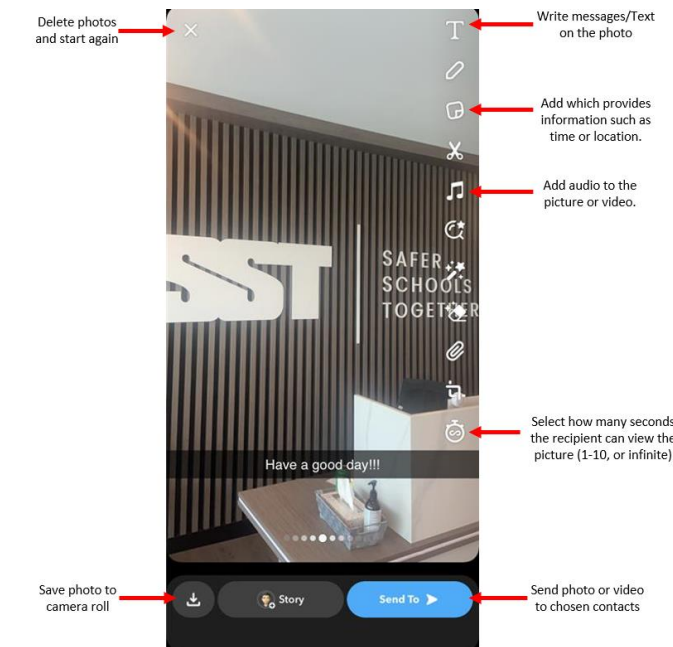 Delete photos
and start again
Write messages/Text
on the photo
Add which provides
information such as
time or location.
Add audio to the
picture or video.
SST
SAFER
SCHOOLS
TOGETHER
Select how many seconds
the recipient can view the
picture (1-10, or infinite)
Have a good day!!!
Save photo to
camera roll
Story
Send To
Send photo or video
to chosen contacts